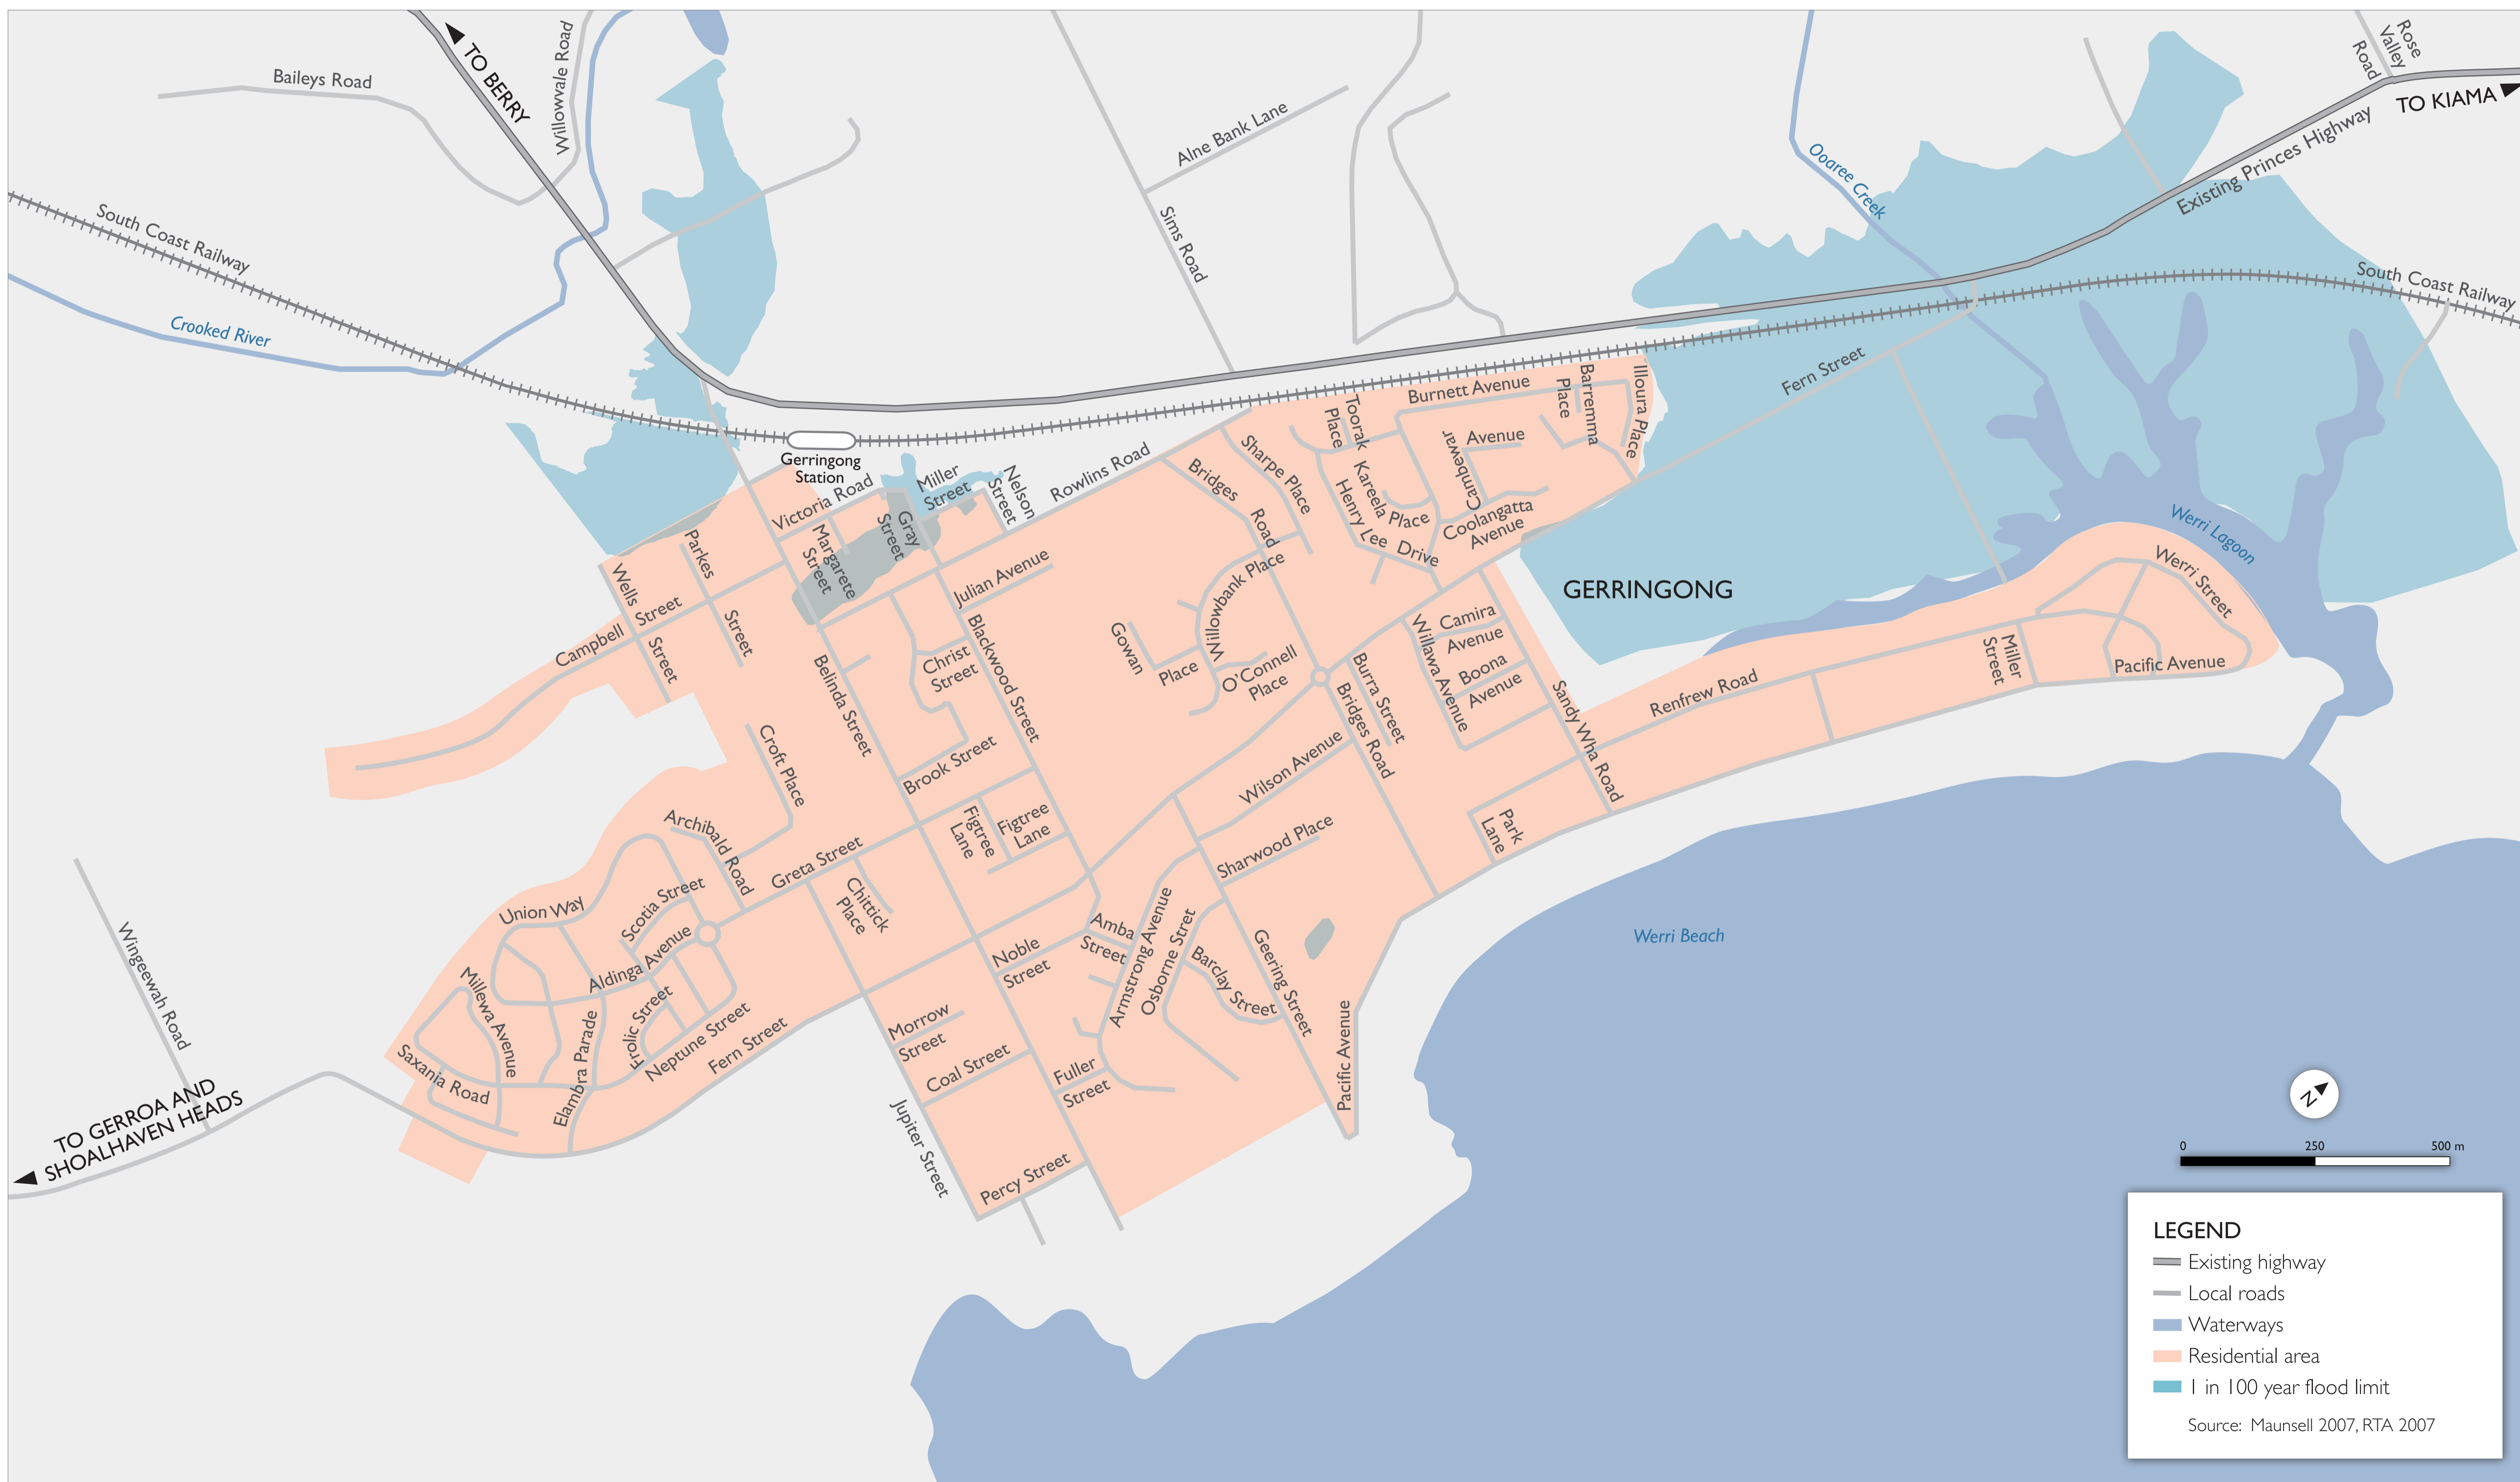 TO BERRY
Willowvale Road
Baileys Road
Rose
Valley
Road
TO KIAMA
Existing Princes Highway
Alne Bank Lane
Sims Road
Ooaree Creek
South Coast Railway
South Coast Railway
Crooked River
Fern Street
Gerringong
Station
Victoria Road
Miller
Street
Nelson
Street
Rowlins Road
Gray
Street
Margarete
Street
Parkes
Street
Wells
Street
Campbell
Street
Julian Avenue
Christ
Street
Blackwood Street
Belinda Street
Brook Street
Croft Place
Archibald
Road
Greta Street
Chittick
Place
Figtree
Lane
Figtree
Lane
Bridges
Road
Sharpe Place
Toorak
Place
Kareela
Place
Henry
Lee
Drive
Burnett Avenue
Barremma
Place
Illoura Place
Cambewar
Avenue
Coolangatta
Avenue
Willowbank Place
Gowan
Place
O'Connell
Place
Camira
Avenue
Boona
Avenue
Willawa Avenue
Burra Street
Bridges Road
Wilson Avenue
Sharwood Place
Sandy Wha Road
Park
Lane
GERRINGONG
Renfrew Road
Miller
Street
Werri Street
Pacific Avenue
Werri Lagoon
Werri Beach
Union Way
Scotia Street
Aldinga Avenue
Millewa Avenue
Saxania Road
Elambra Parade
Frolic Street
Neptune Street
Fern Street
Wingeewah Road
TO GERROA AND
SHOALHAVEN HEADS
Noble
Street
Amba
Street
Armstrong Avenue
Osborne Stret
Barclay Street
Geering Street
Pacific Avenue
Morrow
Street
Coal Street
Fuller
Street
Jupiter Street
Percy Street
N
0 250 500 m
LEGEND
Existing highway
Local roads
Waterways
Residential area
1 in 100 year flood limit
Source: Maunsell 2007, RTA 2007